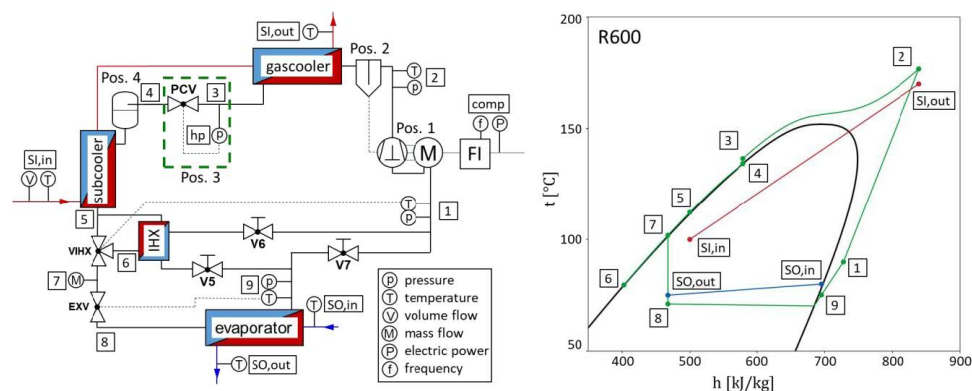 SI,out
T
Pos. 2
gascooler
Pos. 4
PCV
4
3
T
p
2
comp
f
P
hp
p
Pos. 1
M
FI
Pos. 3
SI,in
V
T
subcooler
5
T
p
1
VIHX
IHX
V6
6
V5
V7
7
M
9
p
T
EXV
8
evaporator
T
SO,in
T
SO,out
p pressure
T temperature
V volume flow
M mass flow
P electric power
f frequency
R600
200
150
100
50
t [°C]
400
500
600
700
800
900
h [kJ/kg]
2
SI,out
3
4
5
7
SI,in
6
SO,out
SO,in
1
8
9